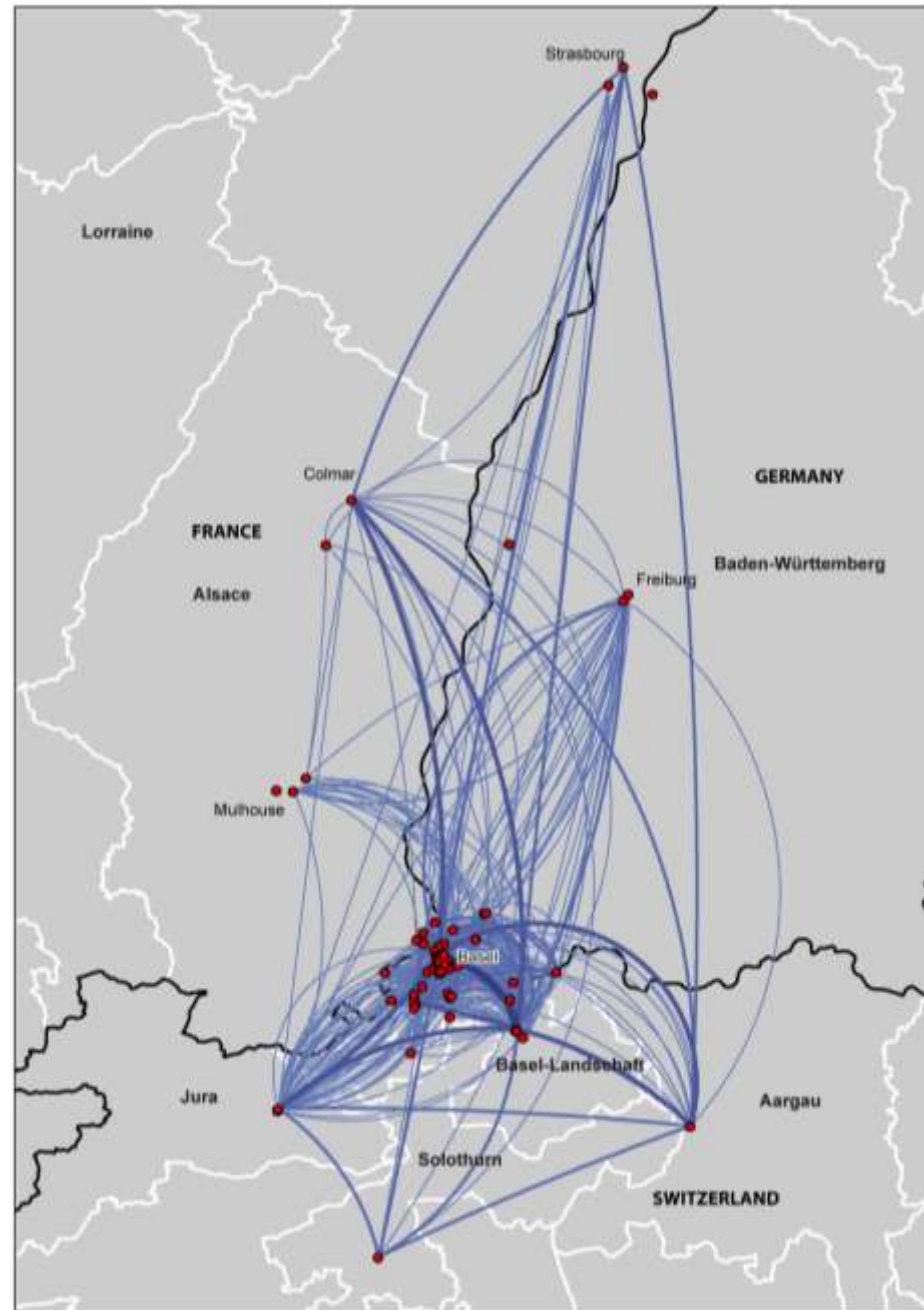 Strasbourg
Lorraine
Colmar
GERMANY
FRANCE
Baden-Württemberg
Freiburg
Alsace
Mulhouse
Basel
Basel-Landschaft
Jura
Aargau
Solothurn
SWITZERLAND